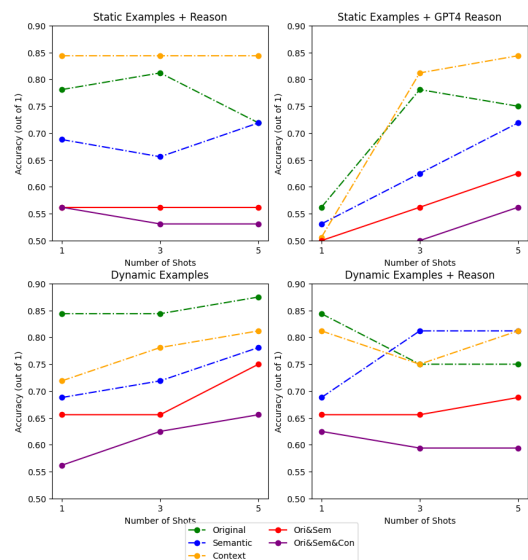 Static Examples + Reason
Accuracy (out of 1)
0.90
0.85
0.80
0.75
0.70
0.65
0.60
0.55
0.50
1
3
5
Number of Shots
Static Examples + GPT4 Reason
Accuracy (out of 1)
0.90
0.85
0.80
0.75
0.70
0.65
0.60
0.55
0.50
1
3
5
Number of Shots
Dynamic Examples
Accuracy (out of 1)
0.90
0.85
0.80
0.75
0.70
0.65
0.60
0.55
0.50
1
3
5
Number of Shots
Dynamic Examples + Reason
Accuracy (out of 1)
0.90
0.85
0.80
0.75
0.70
0.65
0.60
0.55
0.50
1
3
5
Number of Shots
Original
Semantic
Context
Ori&Sem
Ori&Sem&Con